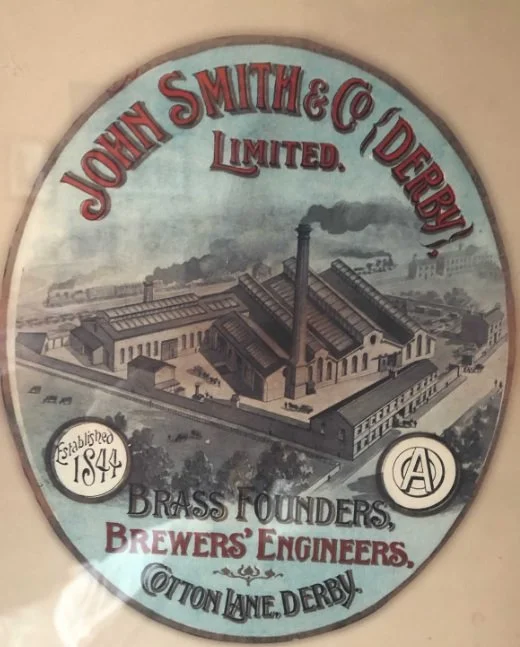 JOHN SMITH & Co (DERBY),
LIMITED.
Established
1844
A
BRASS FOUNDERS,
BREWERS' ENGINEERS.
COTTON LANE, DERBY.